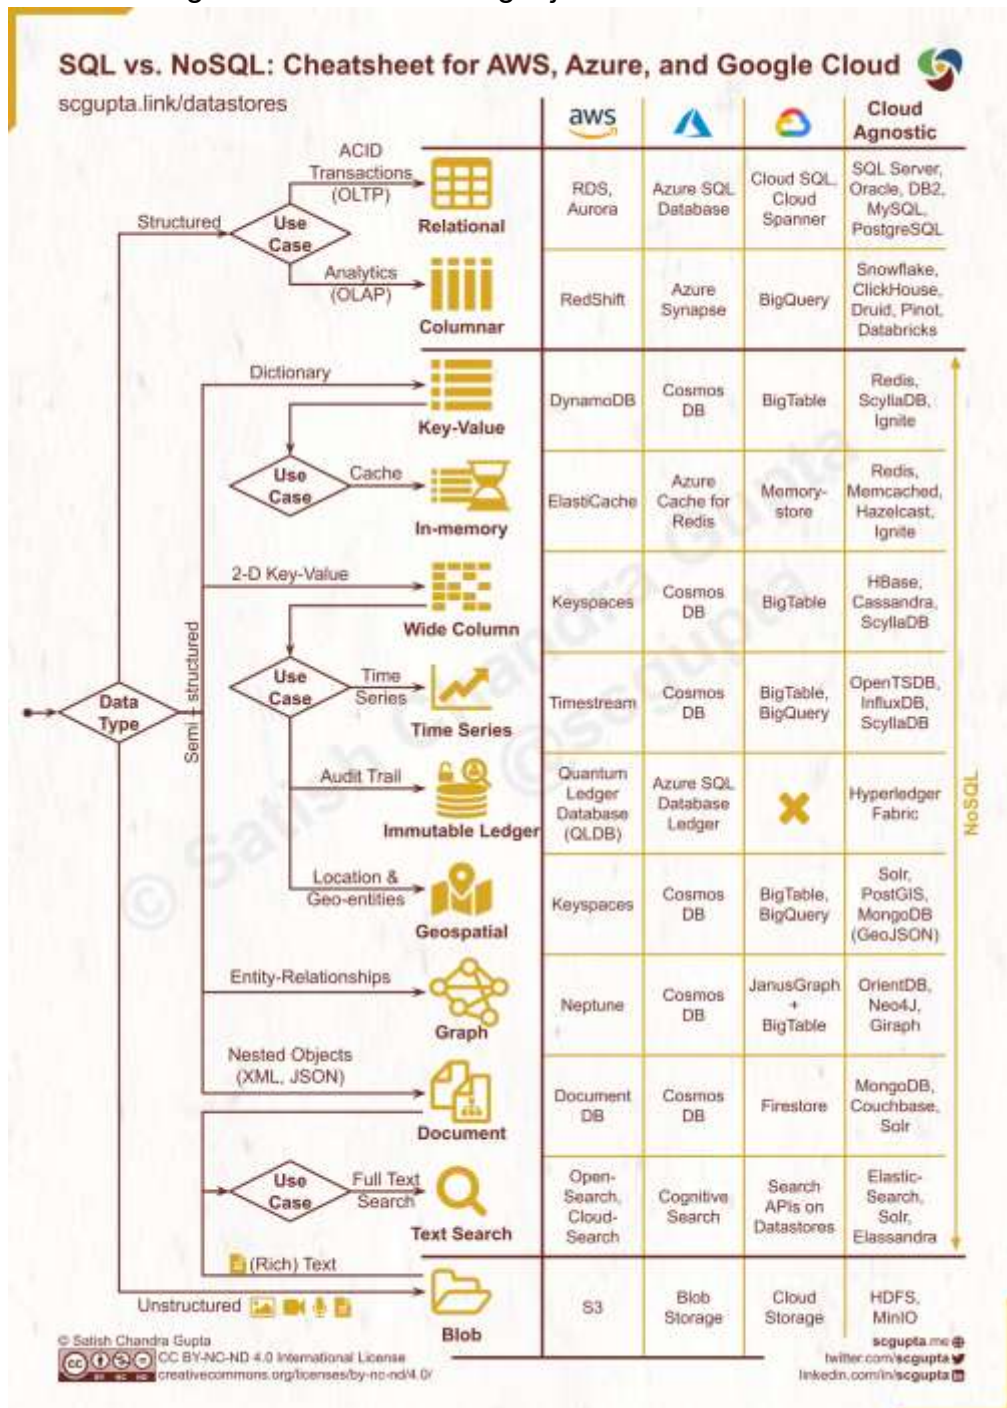 SQL vs. NoSQL: Cheatsheet for AWS, Azure, and Google Cloud
scgupta.link/datastores
aws
Cloud
Agnostic
ACID
Transactions
(OLTP)
Structured
Use
Case
Relational
RDS,
Aurora
Azure SQL
Database
Cloud SQL,
Cloud
Spanner
SQL Server,
Oracle, DB2,
MySQL,
PostgreSQL
Analytics
(OLAP)
Columnar
RedShift
Azure
Synapse
BigQuery
Snowflake,
ClickHouse,
Druid, Pinot,
Databricks
Dictionary
Key-Value
DynamoDB
Cosmos
DB
BigTable
Redis,
ScyllaDB,
Ignite
Use
Case
Cache
In-memory
ElastiCache
Azure
Cache for
Redis
Memory-
store
Redis,
Memcached,
Hazelcast,
Ignite
2-D Key-Value
Wide Column
Keyspaces
Cosmos
DB
BigTable
HBase,
Cassandra,
ScyllaDB
Data
Type
Semi - structured
Use
Case
Time
Series
Time Series
Timestream
Cosmos
DB
BigTable,
BigQuery
OpenTSDB,
InfluxDB,
ScyllaDB
Audit Trail
Immutable Ledger
Quantum
Ledger
Database
(QLDB)
Azure SQL
Database
Ledger
Hyperledger
Fabric
NoSQL
Location &
Geo-entities
Geospatial
Keyspaces
Cosmos
DB
BigTable,
BigQuery
Solr,
PostGIS,
MongoDB
(GeoJSON)
Entity-Relationships
Graph
Neptune
Cosmos
DB
JanusGraph
+
BigTable
OrientDB,
Neo4J,
Giraph
Nested Objects
(XML, JSON)
Document
Document
DB
Cosmos
DB
Firestore
MongoDB,
Couchbase,
Solr
Use
Case
Full Text
Search
Text Search
Open-
Search,
Cloud-
Search
Cognitive
Search
Search
APIs on
Datastores
Elastic-
Search,
Solr,
Elassandra
(Rich) Text
Unstructured
Blob
S3
Blob
Storage
Cloud
Storage
HDFS,
MinIO
© Satish Chandra Gupta
@scgupta
© Satish Chandra Gupta
CC BY-NC-ND 4.0 International License
creativecommons.org/licenses/by-nc-nd/4.0/
cc
BY NC ND
scgupta.me
twitter.com/scgupta
linkedin.com/in/scgupta